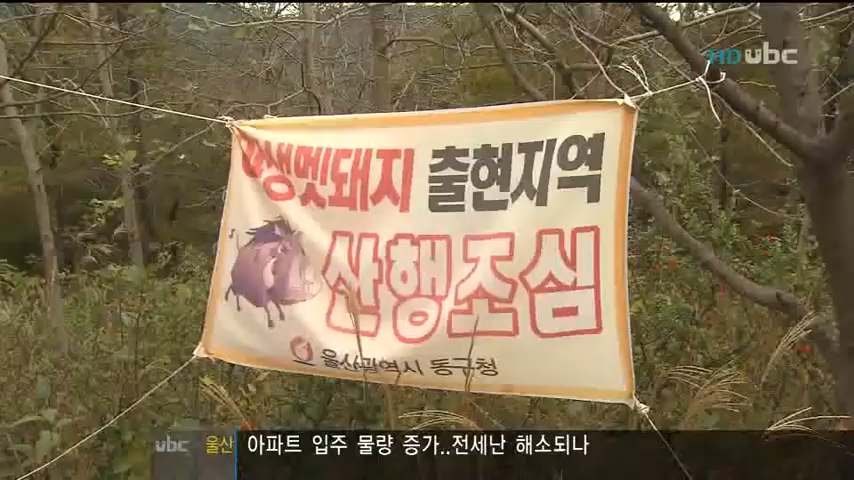 HD ubc
야생멧돼지 출현지역
산행조심
울산광역시 동구청
ubc 울산 아파트 입주 물량 증가..전세난 해소되나